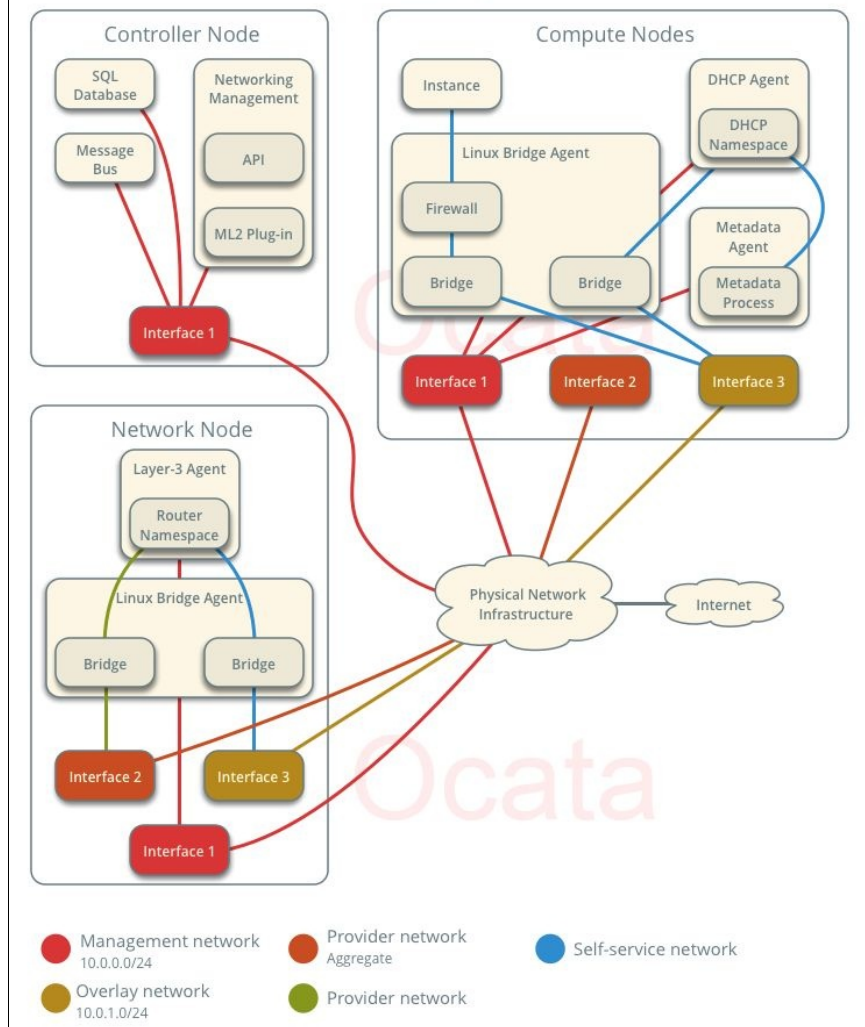 Controller Node
SQL
Database
Networking
Management
Message
Bus
API
ML2 Plug-in
Interface 1
Compute Nodes
Instance
DHCP Agent
DHCP
Namespace
Linux Bridge Agent
Firewall
Metadata
Agent
Bridge
Bridge
Metadata
Process
Ocata
Interface 1
Interface 2
Interface 3
Network Node
Layer-3 Agent
Router
Namespace
Linux Bridge Agent
Bridge
Bridge
Physical Network
Infrastructure
Internet
Interface 2
Interface 3
Ocata
Interface 1
Management network
10.0.0.0/24
Provider network
Aggregate
Self-service network
Overlay network
10.0.1.0/24
Provider network